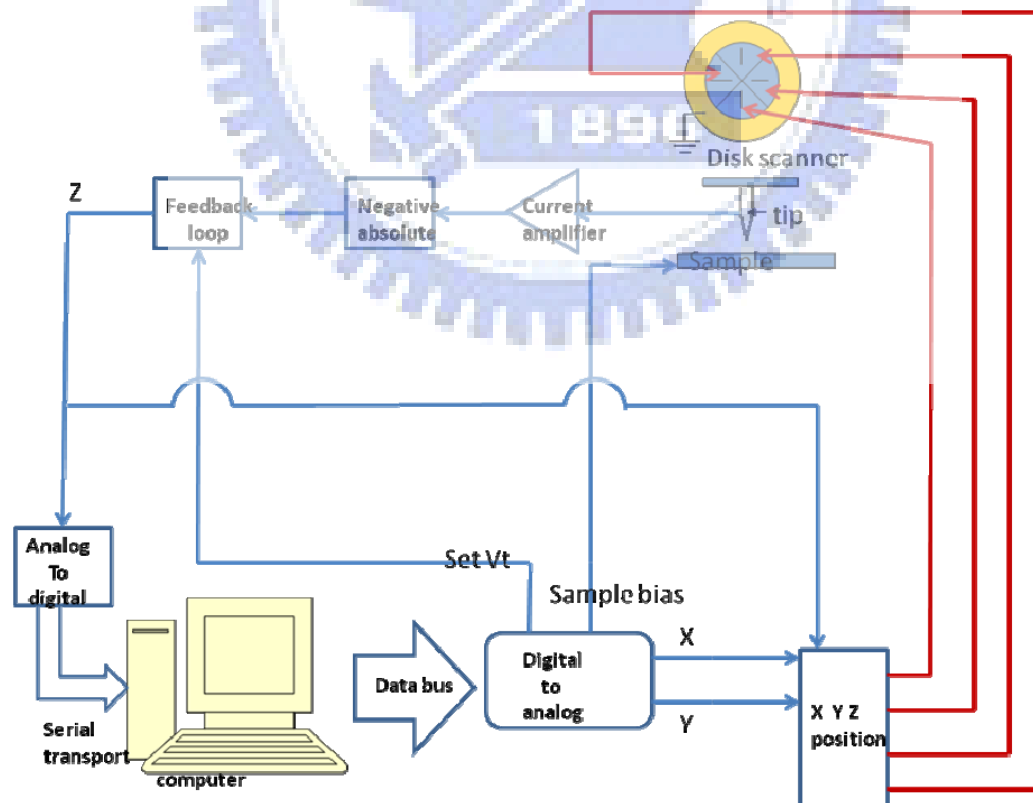 1896
Disk scanner
Z
Feedback
loop
Negative
absolute
Current
amplifier
tip
Sample
Analog
To
digital
Set Vt
Sample bias
X
Digital
to
analog
Data bus
Y
X Y Z
position
Serial
transport
computer